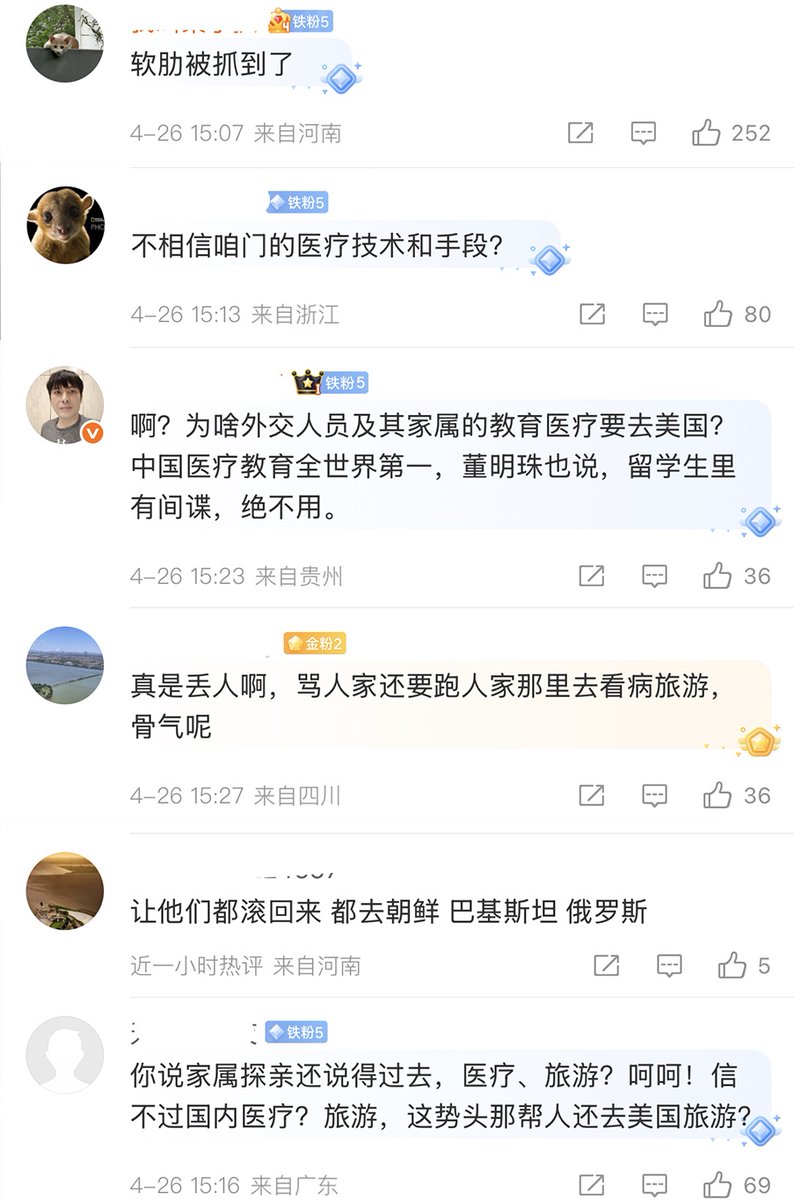 铁粉5
软肋被抓到了
4-26 15:07 来自河南
252
铁粉5
不相信咱门的医疗技术和手段?
4-26 15:13 来自浙江
80
铁粉5
啊?为啥外交人员及其家属的教育医疗要去美国?
中国医疗教育全世界第一，董明珠也说，留学生里
有间谍，绝不用。
4-26 15:23 来自贵州
36
金粉2
真是丢人啊，骂人家还要跑人家那里去看病旅游，
骨气呢
4-26 15:27 来自四川
36
让他们都滚回来 都去朝鲜 巴基斯坦 俄罗斯
近一小时热评 来自河南
5
铁粉5
你说家属探亲还说得过去，医疗、旅游?呵呵!信
不过国内医疗?旅游，这势头那帮人还去美国旅游?
4-26 15:16 来自广东
69